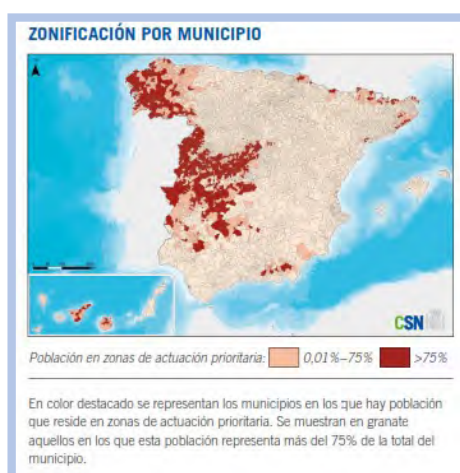 ZONIFICACIÓN POR MUNICIPIO
CSN
Población en zonas de actuación prioritaria: 0,01%–75% >75%
En color destacado se representan los municipios en los que hay población
que reside en zonas de actuación prioritaria. Se muestran en granate
aquellos en los que esta población representa más del 75% de la total del
municipio.